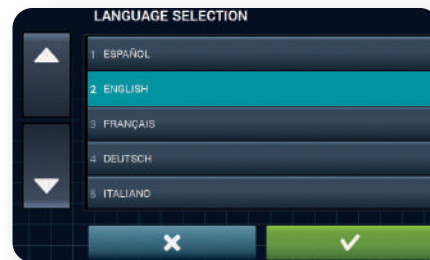 LANGUAGE SELECTION
1 ESPAÑOL
2 ENGLISH
3 FRANÇAIS
4 DEUTSCH
5 ITALIANO